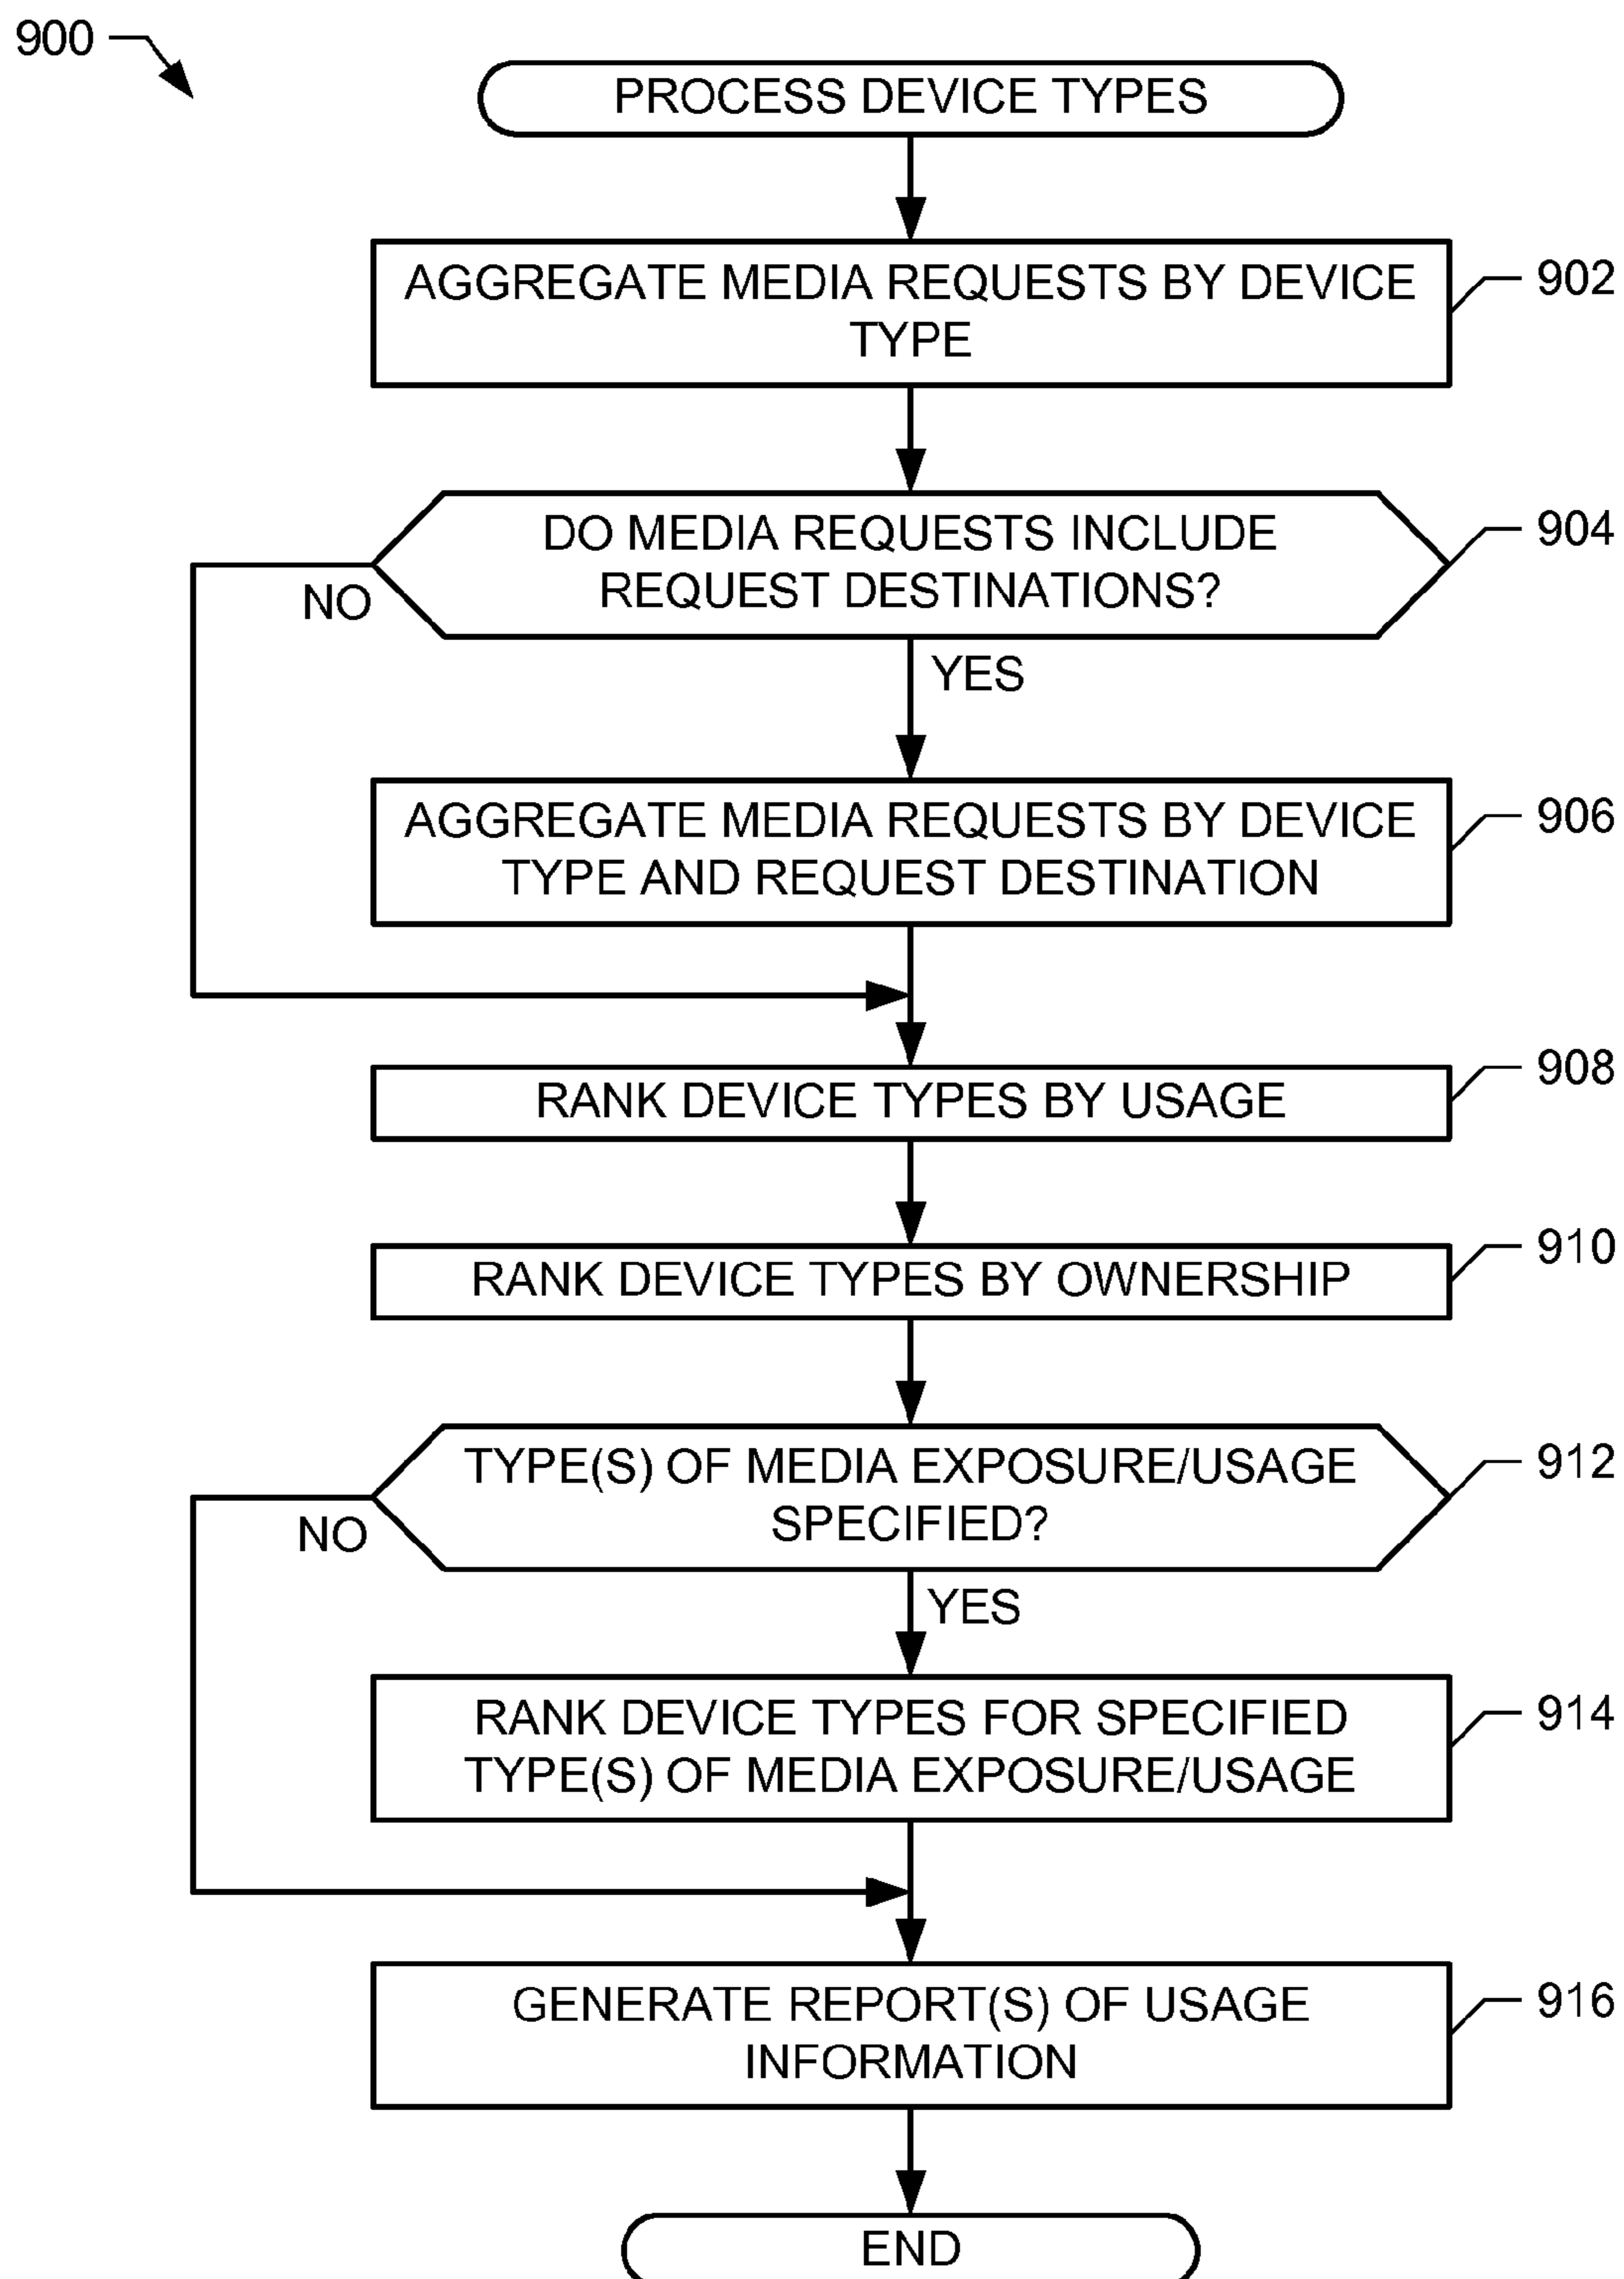 900
PROCESS DEVICE TYPES
AGGREGATE MEDIA REQUESTS BY DEVICE
TYPE
902
DO MEDIA REQUESTS INCLUDE
REQUEST DESTINATIONS?
904
NO
YES
AGGREGATE MEDIA REQUESTS BY DEVICE
TYPE AND REQUEST DESTINATION
906
RANK DEVICE TYPES BY USAGE
908
RANK DEVICE TYPES BY OWNERSHIP
910
TYPE(S) OF MEDIA EXPOSURE/USAGE
SPECIFIED?
912
NO
YES
RANK DEVICE TYPES FOR SPECIFIED
TYPE(S) OF MEDIA EXPOSURE/USAGE
914
GENERATE REPORT(S) OF USAGE
INFORMATION
916
END